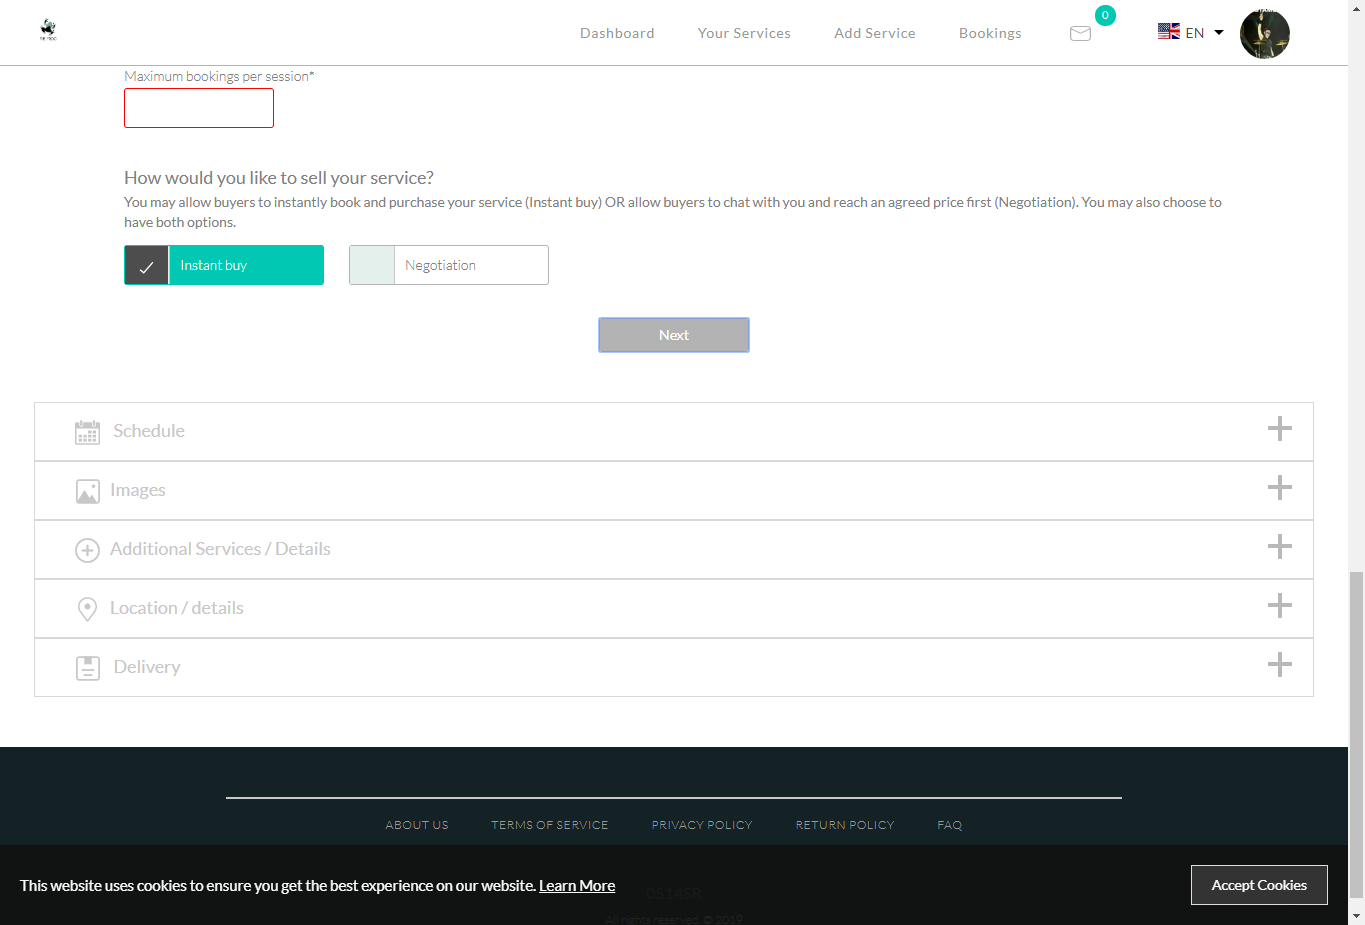 Dashboard
Your Services
Add Service
Bookings
0
EN
Maximum bookings per session*
How would you like to sell your service?
You may allow buyers to instantly book and purchase your service (Instant buy) OR allow buyers to chat with you and reach an agreed price first (Negotiation). You may also choose to
have both options.
Instant buy
Negotiation
Next
Schedule
Images
Additional Services / Details
Location / details
Delivery
ABOUT US
TERMS OF SERVICE
PRIVACY POLICY
RETURN POLICY
FAQ
This website uses cookies to ensure you get the best experience on our website. Learn More
Accept Cookies
All rights reserved. © 2019